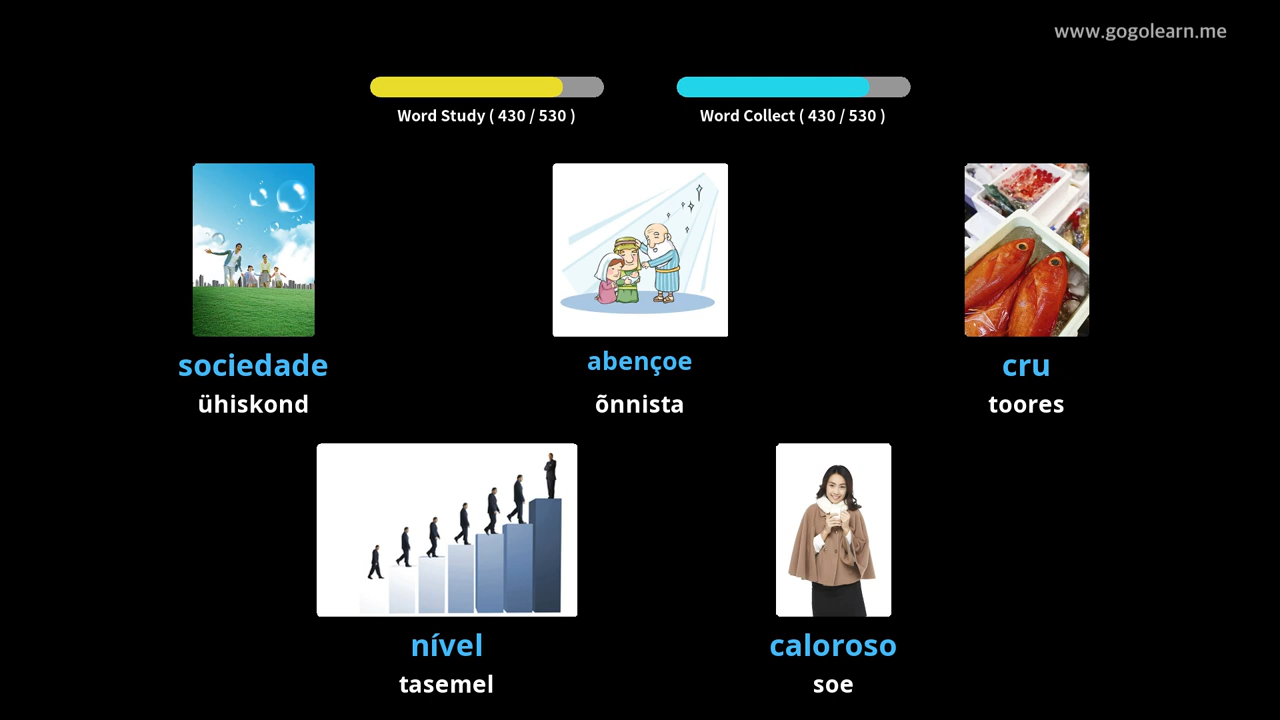 www.gogolearn.me
Word Study ( 430 / 530 )
Word Collect ( 430 / 530 )
sociedade
ühiskond
abençoe
õnnista
cru
toores
nível
tasemel
caloroso
soe